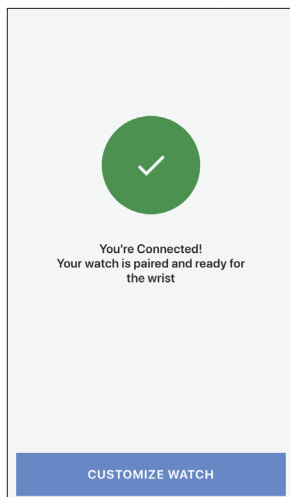 You're Connected!
Your watch is paired and ready for
the wrist
CUSTOMIZE WATCH